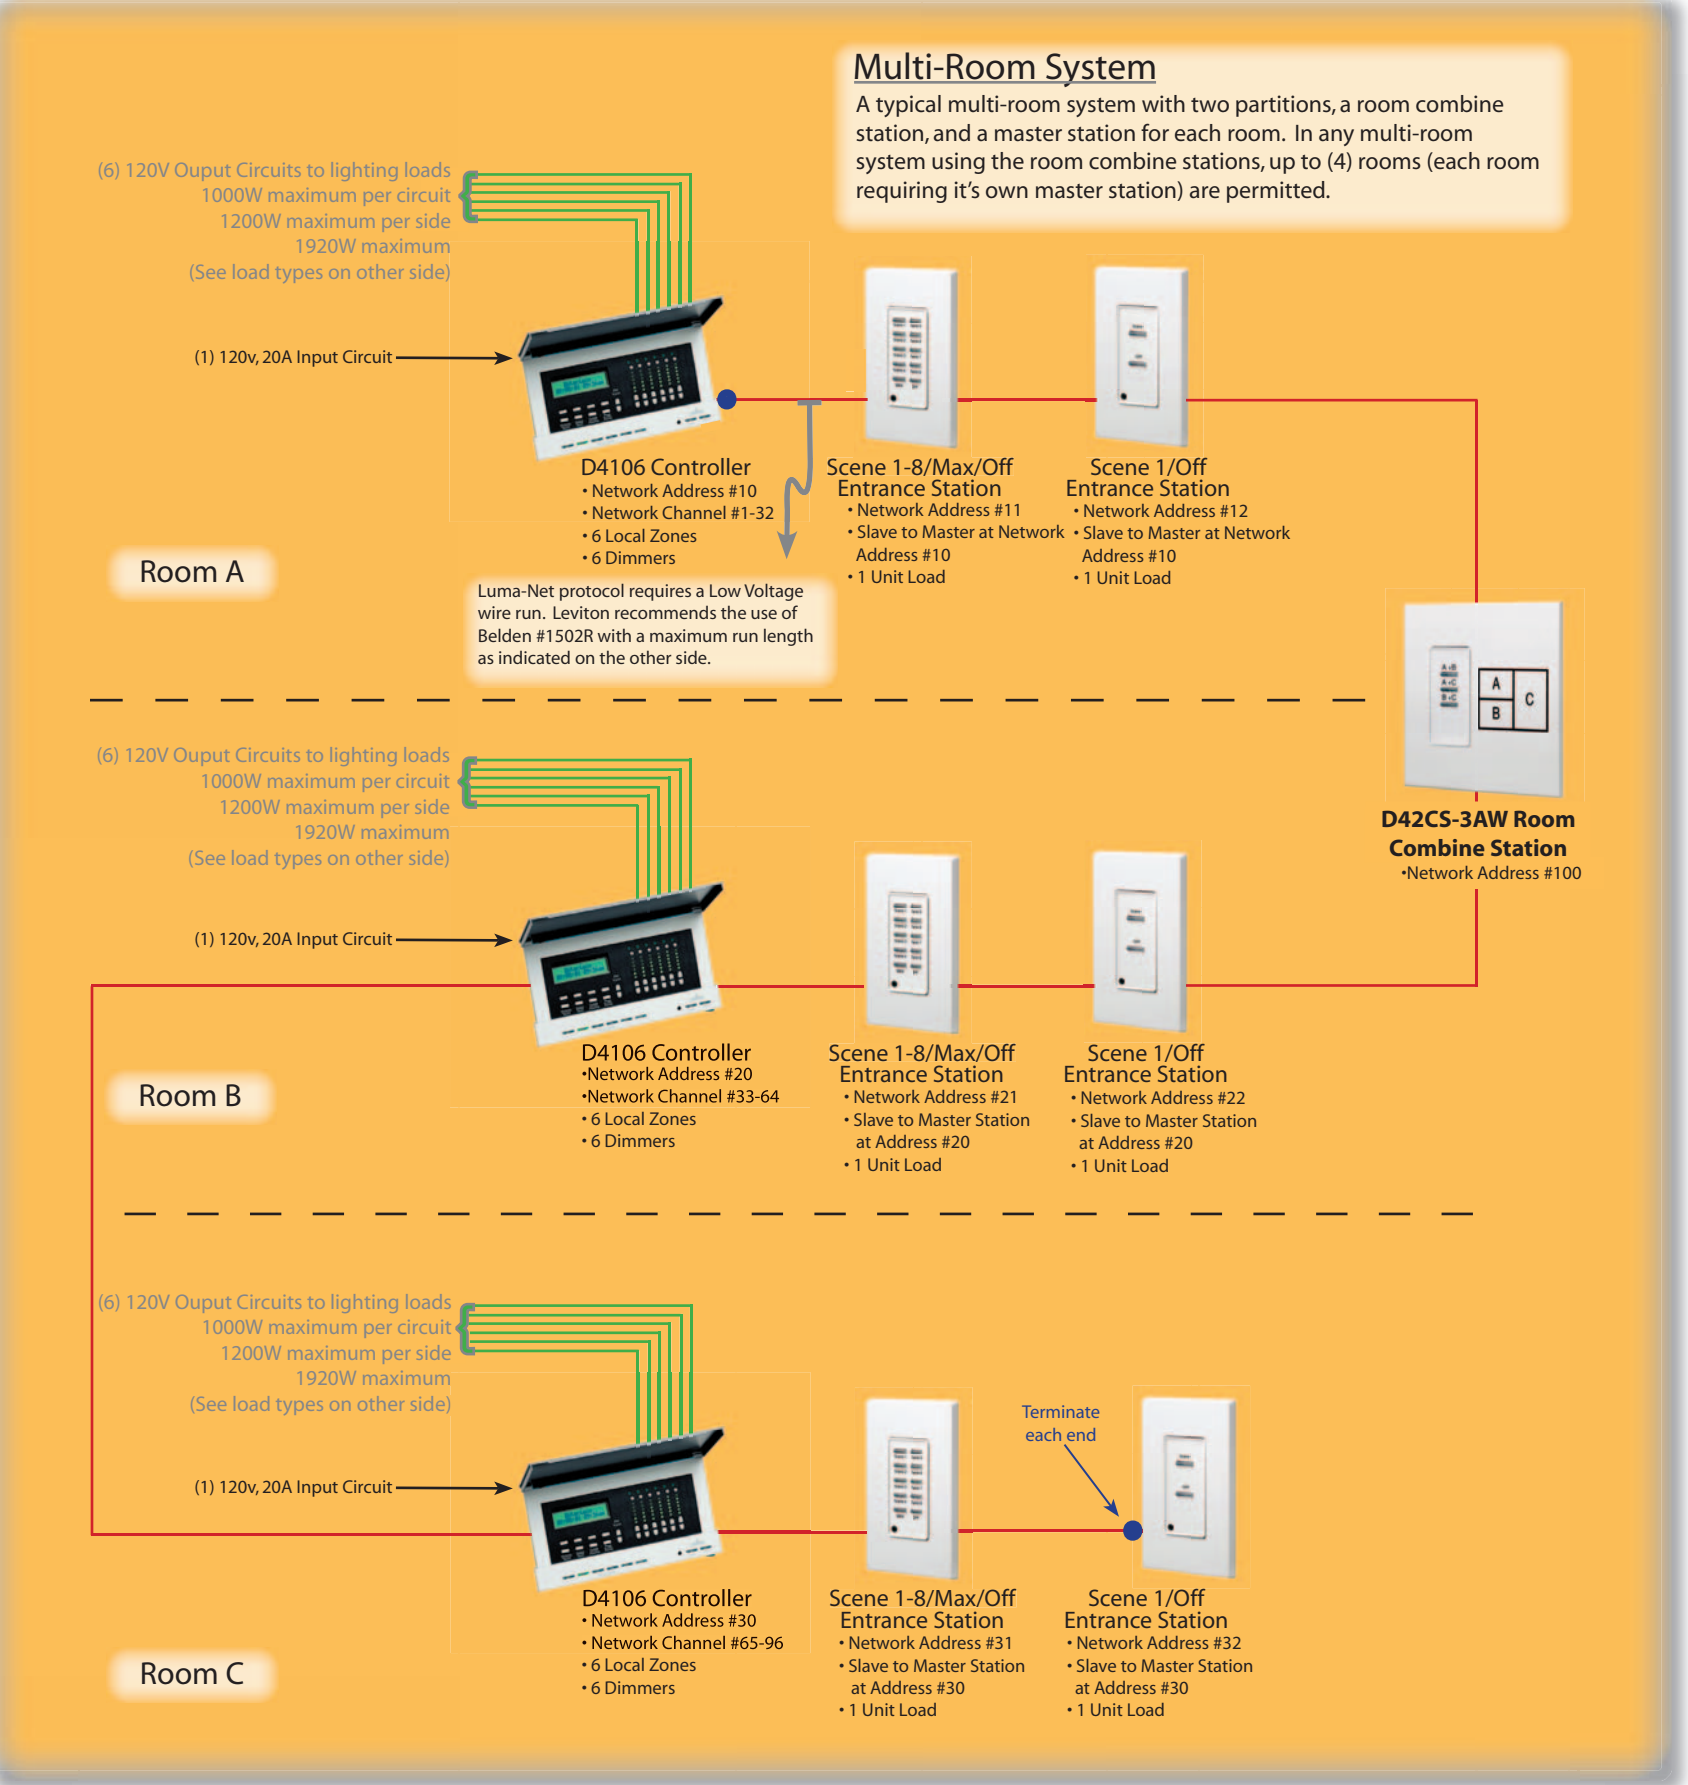 Multi-Room System
A typical multi-room system with two partitions, a room combine
station, and a master station for each room. In any multi-room
system using the room combine stations, up to (4) rooms (each room
requiring it's own master station) are permitted.
(6) 120V Ouput Circuits to lighting loads
1000W maximum per circuit
1200W maximum per side
1920W maximum
(See load types on other side)
(1) 120v, 20A Input Circuit
D4106 Controller
• Network Address #10
• Network Channel #1-32
• 6 Local Zones
• 6 Dimmers
Scene 1-8/Max/Off
Entrance Station
• Network Address #11
• Slave to Master at Network
Address #10
• 1 Unit Load
Scene 1/Off
Entrance Station
• Network Address #12
• Slave to Master at Network
Address #10
• 1 Unit Load
Room A
Luma-Net protocol requires a Low Voltage
wire run. Leviton recommends the use of
Belden #1502R with a maximum run length
as indicated on the other side.
A+B
A+C
B+C
A
B
C
D42CS-3AW Room
Combine Station
•Network Address #100
(6) 120V Ouput Circuits to lighting loads
1000W maximum per circuit
1200W maximum per side
1920W maximum
(See load types on other side)
(1) 120v, 20A Input Circuit
D4106 Controller
•Network Address #20
•Network Channel #33-64
• 6 Local Zones
• 6 Dimmers
Scene 1-8/Max/Off
Entrance Station
• Network Address #21
• Slave to Master Station
at Address #20
• 1 Unit Load
Scene 1/Off
Entrance Station
• Network Address #22
• Slave to Master Station
at Address #20
• 1 Unit Load
Room B
(6) 120V Ouput Circuits to lighting loads
1000W maximum per circuit
1200W maximum per side
1920W maximum
(See load types on other side)
(1) 120v, 20A Input Circuit
Terminate
each end
D4106 Controller
• Network Address #30
• Network Channel #65-96
• 6 Local Zones
• 6 Dimmers
Scene 1-8/Max/Off
Entrance Station
• Network Address #31
• Slave to Master Station
at Address #30
• 1 Unit Load
Scene 1/Off
Entrance Station
• Network Address #32
• Slave to Master Station
at Address #30
• 1 Unit Load
Room C